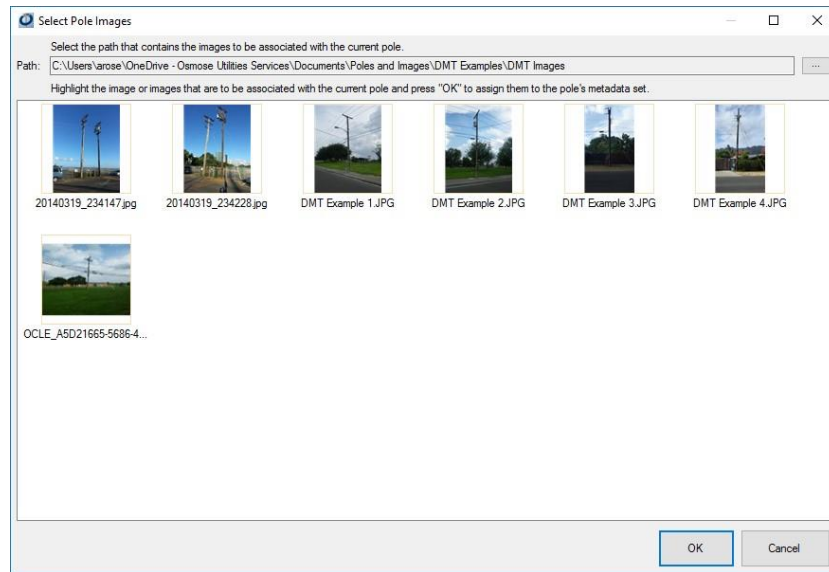 Select Pole Images
Select the path that contains the images to be associated with the current pole.
Path: C:\Users\arose\OneDrive - Osmose Utilities Services\Documents\Poles and Images\DMT Examples\DMT Images ...
Highlight the image or images that are to be associated with the current pole and press "OK" to assign them to the pole's metadata set.
20140319_234147.jpg 20140319_234228.jpg DMT Example 1.JPG DMT Example 2.JPG DMT Example 3.JPG DMT Example 4.JPG
OCLE_A5D21665-5686-4...
OK Cancel